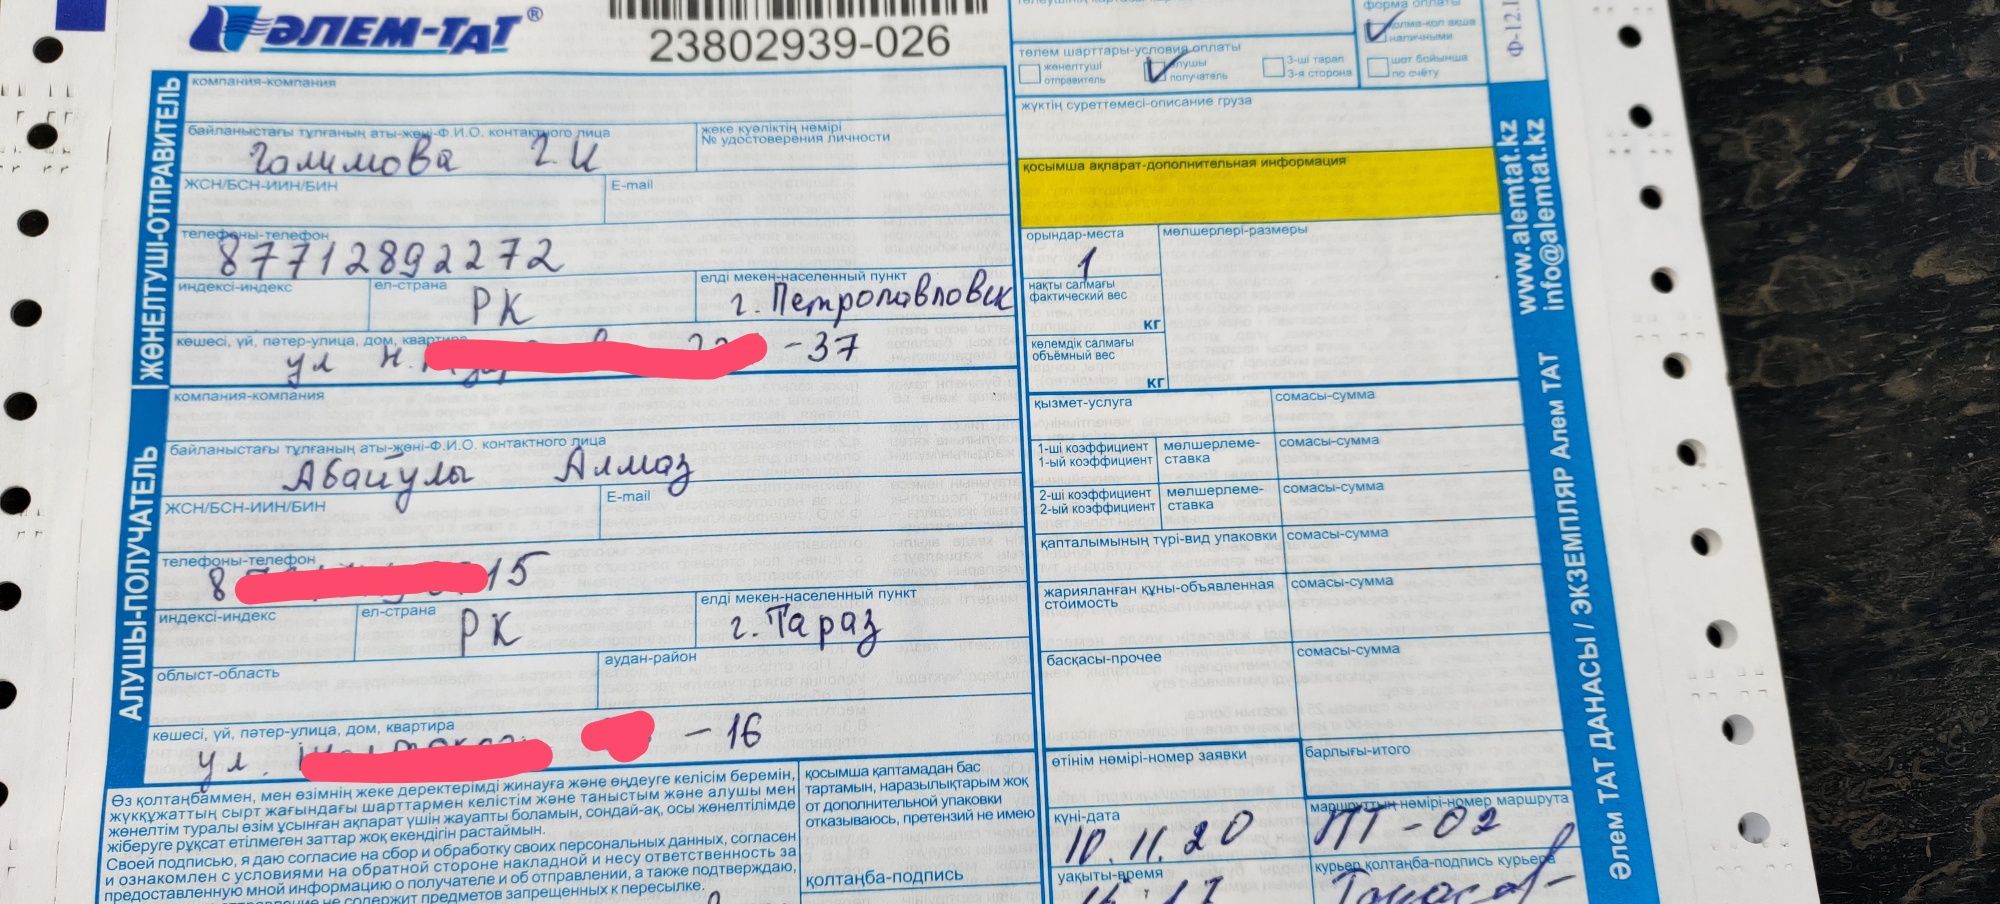 ӘЛЕМ-ТАТ®
23802939-026
форма оплаты
қолма-қол ақша
наличными
төлем шарттары-условия оплаты
жөнелтуші
отправитель
алушы
получатель
3-ші тарап
3-я сторона
шот бойынша
по счёту
ЖӨНЕЛТУШІ-ОТПРАВИТЕЛЬ
компания-компания
байланыстағы тұлғаның аты-жөні-Ф.И.О. контактного лица
Галимова Г.И
жеке куәліктің нөмірі
№ удостоверения личности
ЖСН/БСН-ИИН/БИН
E-mail
телефоны-телефон
87712892272
индексі-индекс
ел-страна
РК
елді мекен-населенный пункт
г. Петропавловск
көшесі, үй, пәтер-улица, дом, квартира
ул Н. -37
АЛУШЫ-ПОЛУЧАТЕЛЬ
компания-компания
байланыстағы тұлғаның аты-жөні-Ф.И.О. контактного лица
Абайулы Алмаз
ЖСН/БСН-ИИН/БИН
E-mail
телефоны-телефон
8 15
индексі-индекс
ел-страна
РК
елді мекен-населенный пункт
г. Тараз
облыст-область
аудан-район
көшесі, үй, пәтер-улица, дом, квартира
ул. -16
Өз қолтаңбаммен, мен өзімнің жеке деректерімді жинауға және өңдеуге келісім беремін,
жүкқұжаттың сырт жағындағы шарттармен келістім және таныстым және алушы мен
жөнелтім туралы өзім ұсынған ақпарат үшін жауапты боламын, сондай-ақ, осы жөнелтілімде
жіберуге рұқсат етілмеген заттар жоқ екендігін растаймын.
Своей подписью, я даю согласие на сбор и обработку своих персональных данных, согласен
и ознакомлен с условиями на обратной стороне накладной и несу ответственность за
предоставленную мной информацию о получателе и об отправлении, а также подтверждаю,
не содержит предметов запрещенных к пересылке.
қосымша қаптамадан бас
тартамын, наразылықтарым жоқ
от дополнительной упаковки
отказываюсь, претензий не имею
қолтаңба-подпись
жүктің суреттемесі-описание груза
қосымша ақпарат-дополнительная информация
орындар-места
1
мөлшерлері-размеры
нақты салмағы
фактический вес
кг
көлемдік салмағы
объёмный вес
кг
қызмет-услуга
сомасы-сумма
1-ші коэффициент
1-ый коэффициент
мөлшерлеме-
ставка
сомасы-сумма
2-ші коэффициент
2-ый коэффициент
мөлшерлеме-
ставка
сомасы-сумма
қапталымының түрі-вид упаковки
сомасы-сумма
жарияланған құны-объявленная
стоимость
сомасы-сумма
басқасы-прочее
сомасы-сумма
өтінім нөмірі-номер заявки
барлығы-итого
күні-дата
10.11.20
маршруттың нөмірі-номер маршрута
ПТ-02
уақыты-время
курьер қолтаңба-подпись курьера
www.alemtat.kz
info@alemtat.kz
Әлем ТАТ ДАНАСЫ / ЭКЗЕМПЛЯР Алем ТАТ